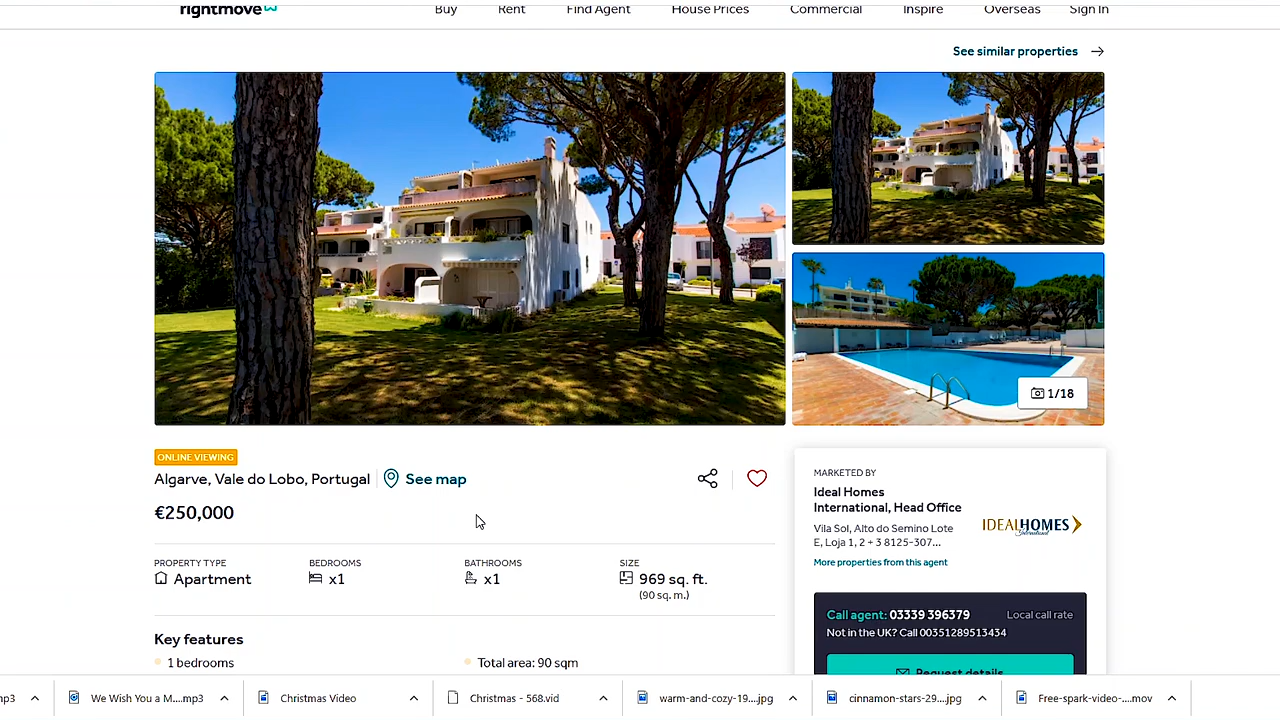 rightmove
Buy Rent Find Agent House Prices Commercial Inspire Overseas Sign In
See similar properties
1/18
ONLINE VIEWING
Algarve, Vale do Lobo, Portugal See map
€250,000
PROPERTY TYPE BEDROOMS BATHROOMS SIZE
Apartment x1 x1 969 sq. ft.
(90 sq. m.)
Key features
1 bedrooms Total area: 90 sqm
MARKETED BY
Ideal Homes
International, Head Office
Vila Sol, Alto do Semino Lote
E, Loja 1, 2 + 3 8125-307...
IDEALHOMES
International
More properties from this agent
Call agent: 03339 396379 Local call rate
Not in the UK? Call 00351289513434
Request details
mp3 We Wish You a M....mp3 Christmas Video Christmas - 568.vid warm-and-cozy-19....jpg cinnamon-stars-29....jpg Free-spark-video-....mov